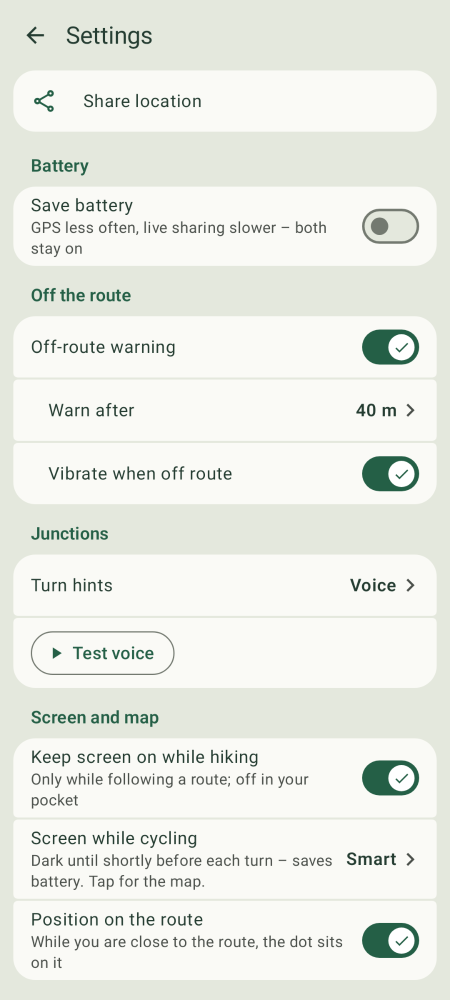 Settings
Share location
Battery
Save battery
GPS less often, live sharing slower – both
stay on
Off the route
Off-route warning
Warn after
40 m
Vibrate when off route
Junctions
Turn hints
Voice
Test voice
Screen and map
Keep screen on while hiking
Only while following a route; off in your
pocket
Screen while cycling
Dark until shortly before each turn – saves
battery. Tap for the map.
Smart
Position on the route
While you are close to the route, the dot sits
on it